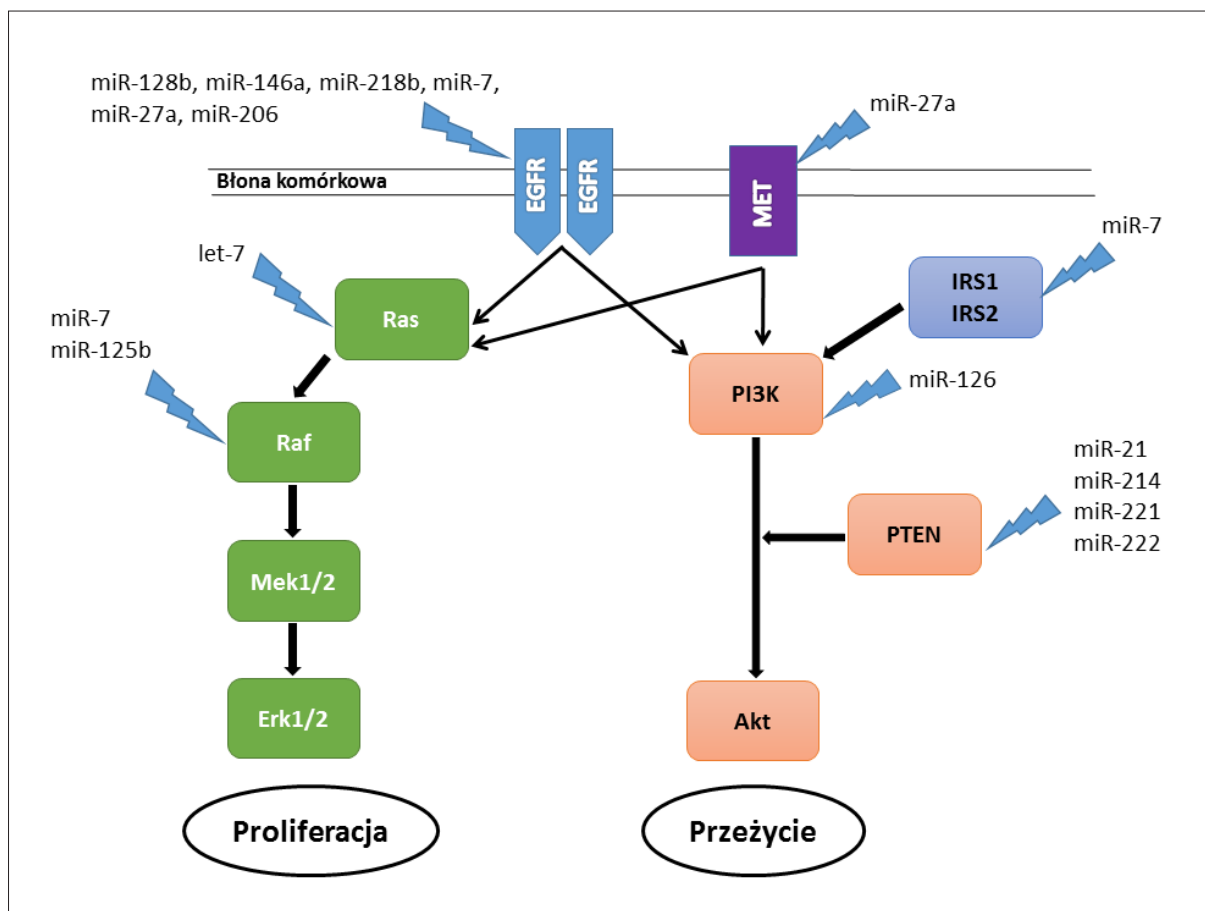 miR-128b, miR-146a, miR-218b, miR-7,
miR-27a, miR-206
miR-27a
EGFR
EGFR
MET
Błona komórkowa
miR-7
let-7
IRS1
IRS2
Ras
miR-7
miR-125b
PI3K
miR-126
Raf
miR-21
miR-214
miR-221
miR-222
PTEN
Mek1/2
Erk1/2
Akt
Proliferacja
Przeżycie